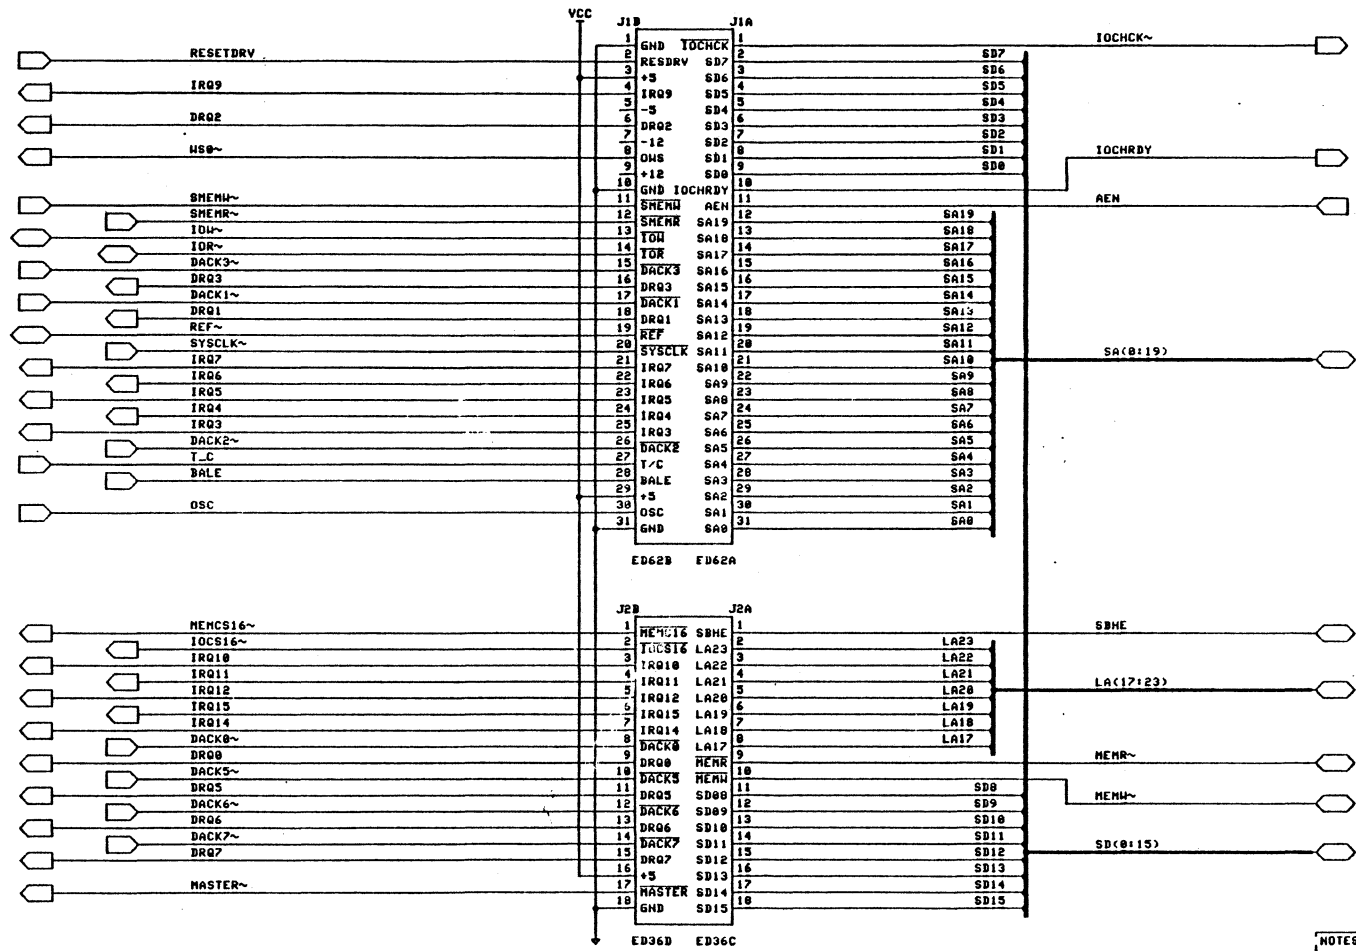 VCC
J1B J1A
RESETDRV 1 GND IOCHCK 1 IOCHCK~
2 RESDRV SD7 2 SD7
3 +5 SD6 3 SD6
IRQ9 4 IRQ9 SD5 4 SD5
5 -5 SD4 5 SD4
DRQ2 6 DRQ2 SD3 6 SD3
7 -12 SD2 7 SD2
WS0~ 8 OWS SD1 8 SD1 IOCHRDY
9 +12 SD0 9 SD0
10 GND IOCHRDY 10
SMEMW~ 11 SMEMW AEN 11 AEN
SMEMR~ 12 SMEMR SA19 12 SA19
IOW~ 13 IOW SA18 13 SA18
IOR~ 14 IOR SA17 14 SA17
DACK3~ 15 DACK3 SA16 15 SA16
DRQ3 16 DRQ3 SA15 16 SA15
DACK1~ 17 DACK1 SA14 17 SA14
DRQ1 18 DRQ1 SA13 18 SA13
REF~ 19 REF SA12 19 SA12
SYSCLK~ 20 SYSCLK SA11 20 SA11
IRQ7 21 IRQ7 SA10 21 SA10 SA(0:19)
IRQ6 22 IRQ6 SA9 22 SA9
IRQ5 23 IRQ5 SA8 23 SA8
IRQ4 24 IRQ4 SA7 24 SA7
IRQ3 25 IRQ3 SA6 25 SA6
DACK2~ 26 DACK2 SA5 26 SA5
T_C 27 T/C SA4 27 SA4
BALE 28 BALE SA3 28 SA3
29 +5 SA2 29 SA2
OSC 30 OSC SA1 30 SA1
31 GND SA0 31 SA0
ED62B ED62A
J2B J2A
MEMCS16~ 1 MEMC16 SBHE 1 SBHE
IOCS16~ 2 IOCS16 LA23 2 LA23
IRQ10 3 IRQ10 LA22 3 LA22
IRQ11 4 IRQ11 LA21 4 LA21
IRQ12 5 IRQ12 LA20 5 LA20 LA(17:23)
IRQ15 6 IRQ15 LA19 6 LA19
IRQ14 7 IRQ14 LA18 7 LA18
DACK0~ 8 DACK0 LA17 8 LA17
DRQ0 9 DRQ0 MEMR 9 MEMR~
DACK5~ 10 DACK5 MEMW 10
DRQ5 11 DRQ5 SD08 11 SD8 MEMW~
DACK6~ 12 DACK6 SD09 12 SD9
DRQ6 13 DRQ6 SD10 13 SD10
DACK7~ 14 DACK7 SD11 14 SD11
DRQ7 15 DRQ7 SD12 15 SD12 SD(0:15)
16 +5 SD13 16 SD13
MASTER~ 17 MASTER SD14 17 SD14
18 GND SD15 18 SD15
ED36D ED36C
NOTES